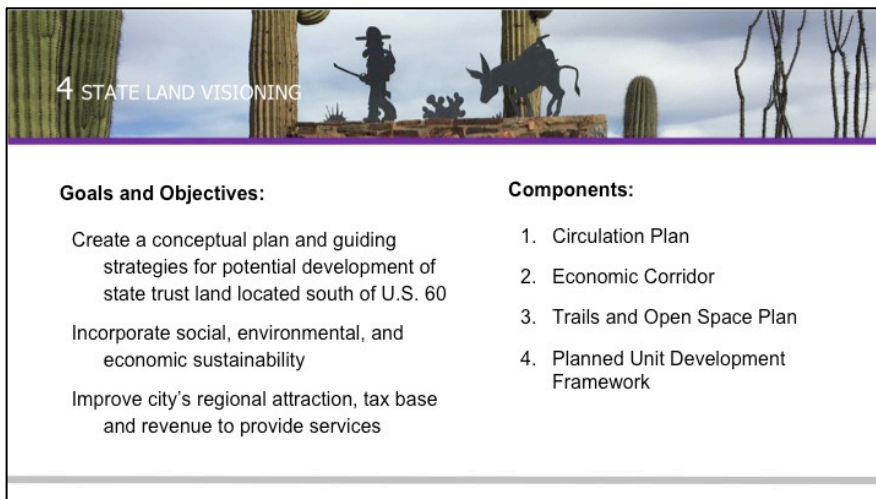 4 STATE LAND VISIONING
Goals and Objectives:
Create a conceptual plan and guiding
strategies for potential development of
state trust land located south of U.S. 60
Incorporate social, environmental, and
economic sustainability
Improve city's regional attraction, tax base
and revenue to provide services
Components:
1. Circulation Plan
2. Economic Corridor
3. Trails and Open Space Plan
4. Planned Unit Development
Framework